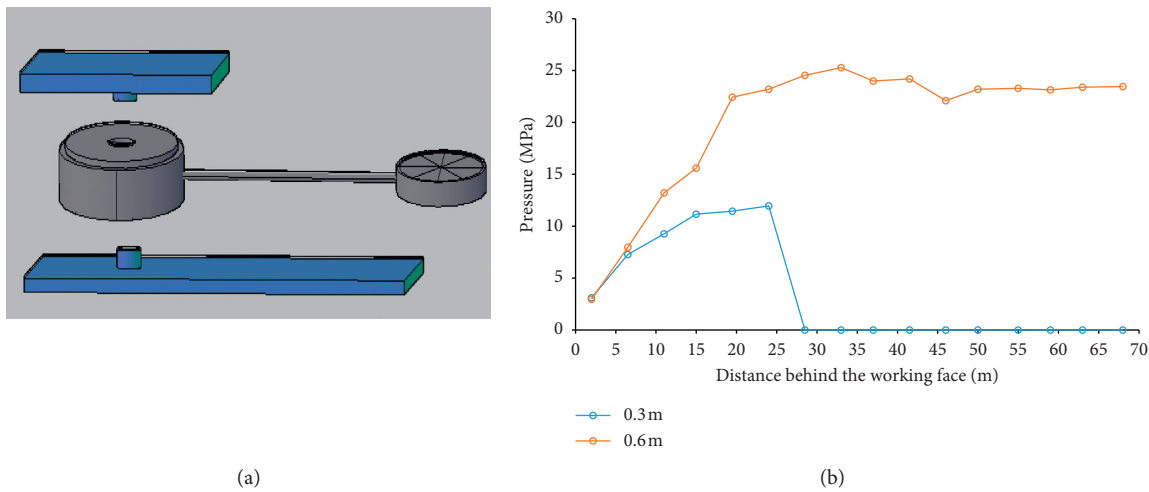 Pressure (MPa)
30
25
20
15
10
5
0
0 5 10 15 20 25 30 35 40 45 50 55 60 65 70
Distance behind the working face (m)
0.3 m
0.6 m
(a)
(b)